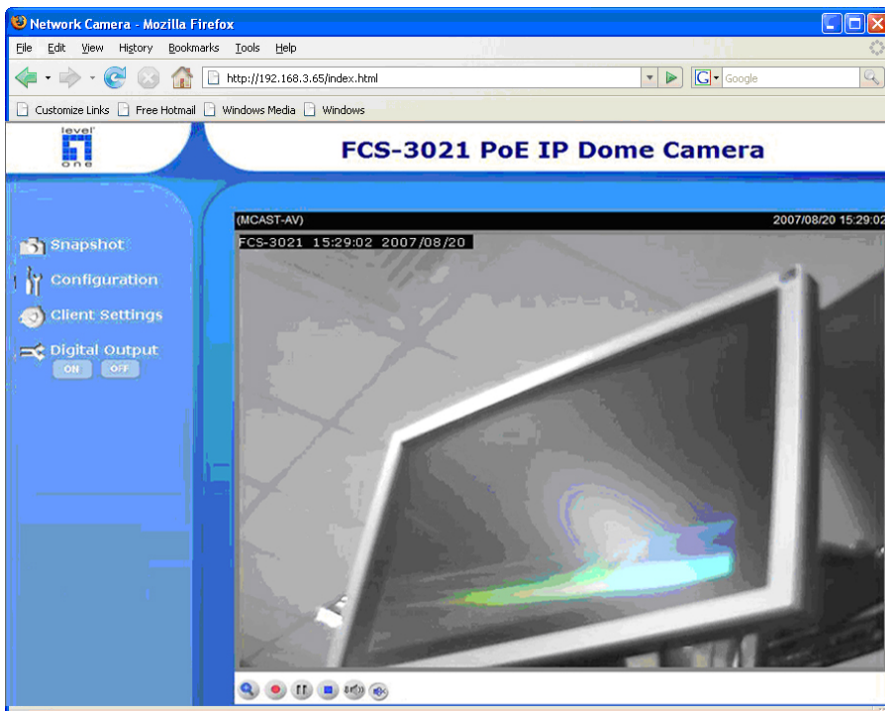 Network Camera - Mozilla Firefox
File Edit View History Bookmarks Tools Help
http://192.168.3.65/index.html
G Google
Customize Links Free Hotmail Windows Media Windows
level
one
FCS-3021 PoE IP Dome Camera
(MCAST-AV) 2007/08/20 15:29:02
FCS-3021 15:29:02 2007/08/20
Snapshot
Configuration
Client Settings
Digital Output
ON OFF